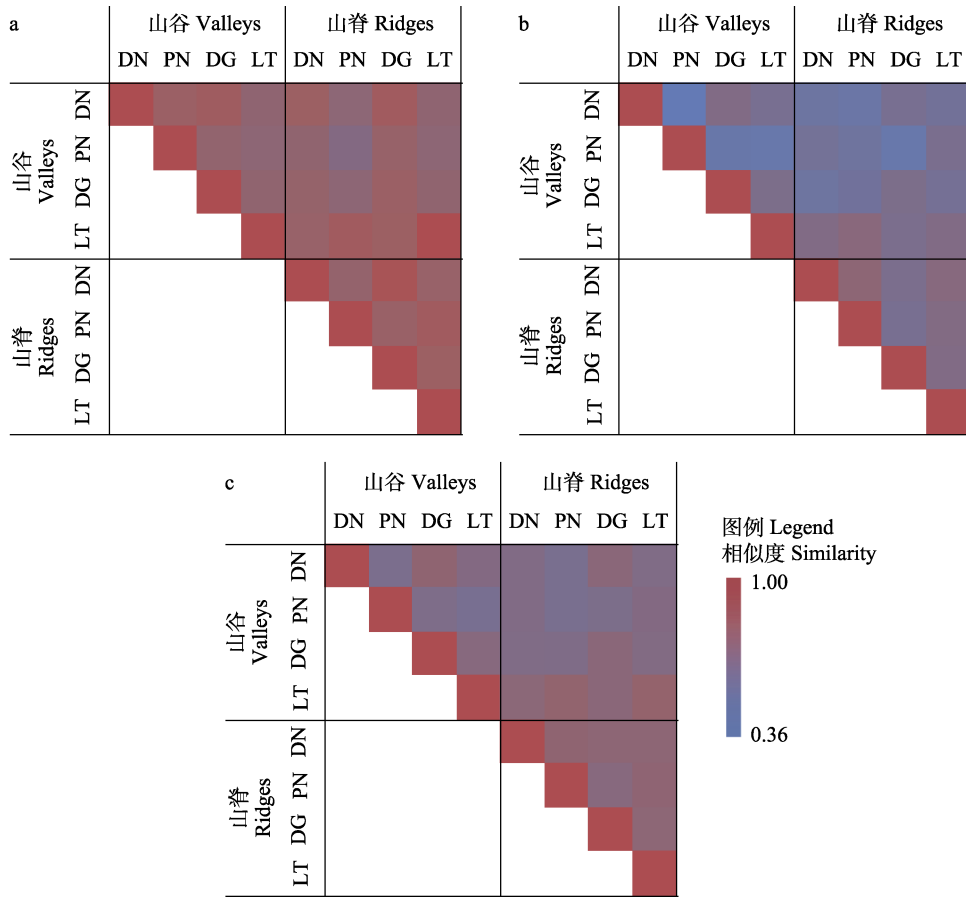 a
山谷 Valleys
山脊 Ridges
DN PN DG LT DN PN DG LT
山谷
Valleys
DN
PN
DG
LT
山脊
Ridges
DN
PN
DG
LT
b
山谷 Valleys
山脊 Ridges
DN PN DG LT DN PN DG LT
山谷
Valleys
DN
PN
DG
LT
山脊
Ridges
DN
PN
DG
LT
c
山谷 Valleys
山脊 Ridges
DN PN DG LT DN PN DG LT
山谷
Valleys
DN
PN
DG
LT
山脊
Ridges
DN
PN
DG
LT
图例 Legend
相似度 Similarity
1.00
0.36